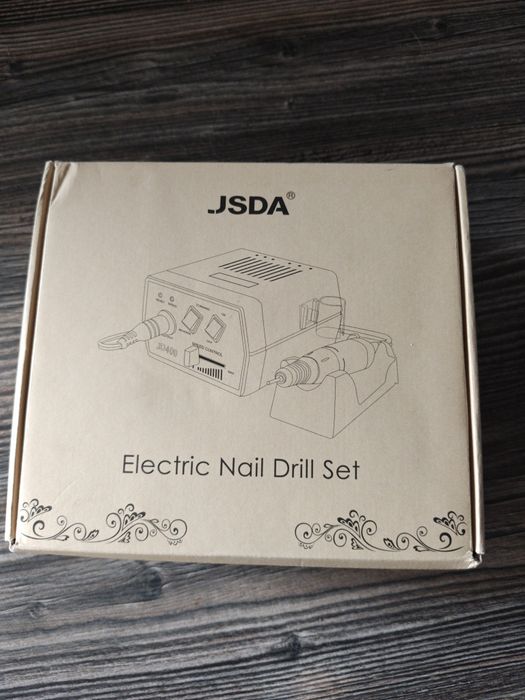 JSDA®
JD400
SPEED CONTROL
Electric Nail Drill Set